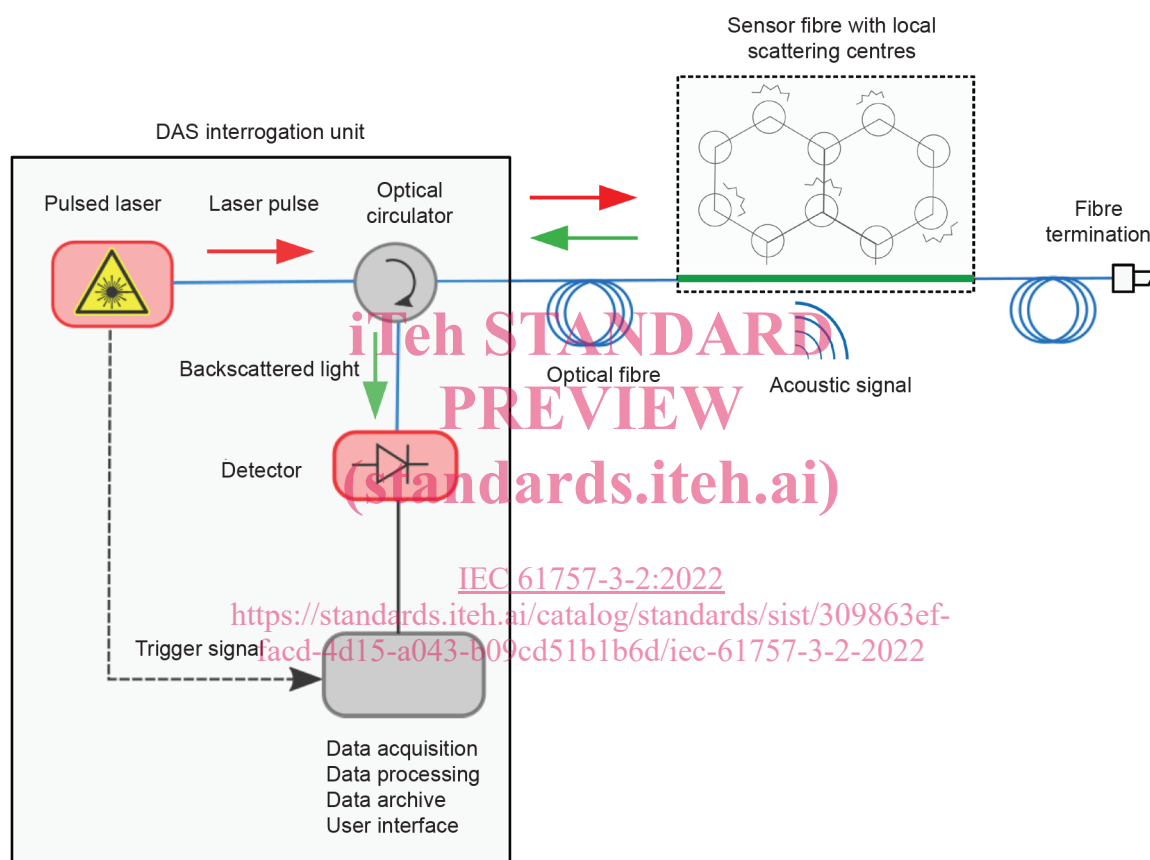 Sensor fibre with local
scattering centres
DAS interrogation unit
Pulsed laser
Laser pulse
Optical
circulator
Fibre
termination
Backscattered light
Optical fibre
Acoustic signal
Detector
Trigger signal
Data acquisition
Data processing
Data archive
User interface
iTeh STANDARD
PREVIEW
(standards.iteh.ai)
IEC 61757-3-2:2022
https://standards.iteh.ai/catalog/standards/sist/309863ef-
facd-4d15-a043-b09cd51b1b6d/iec-61757-3-2-2022